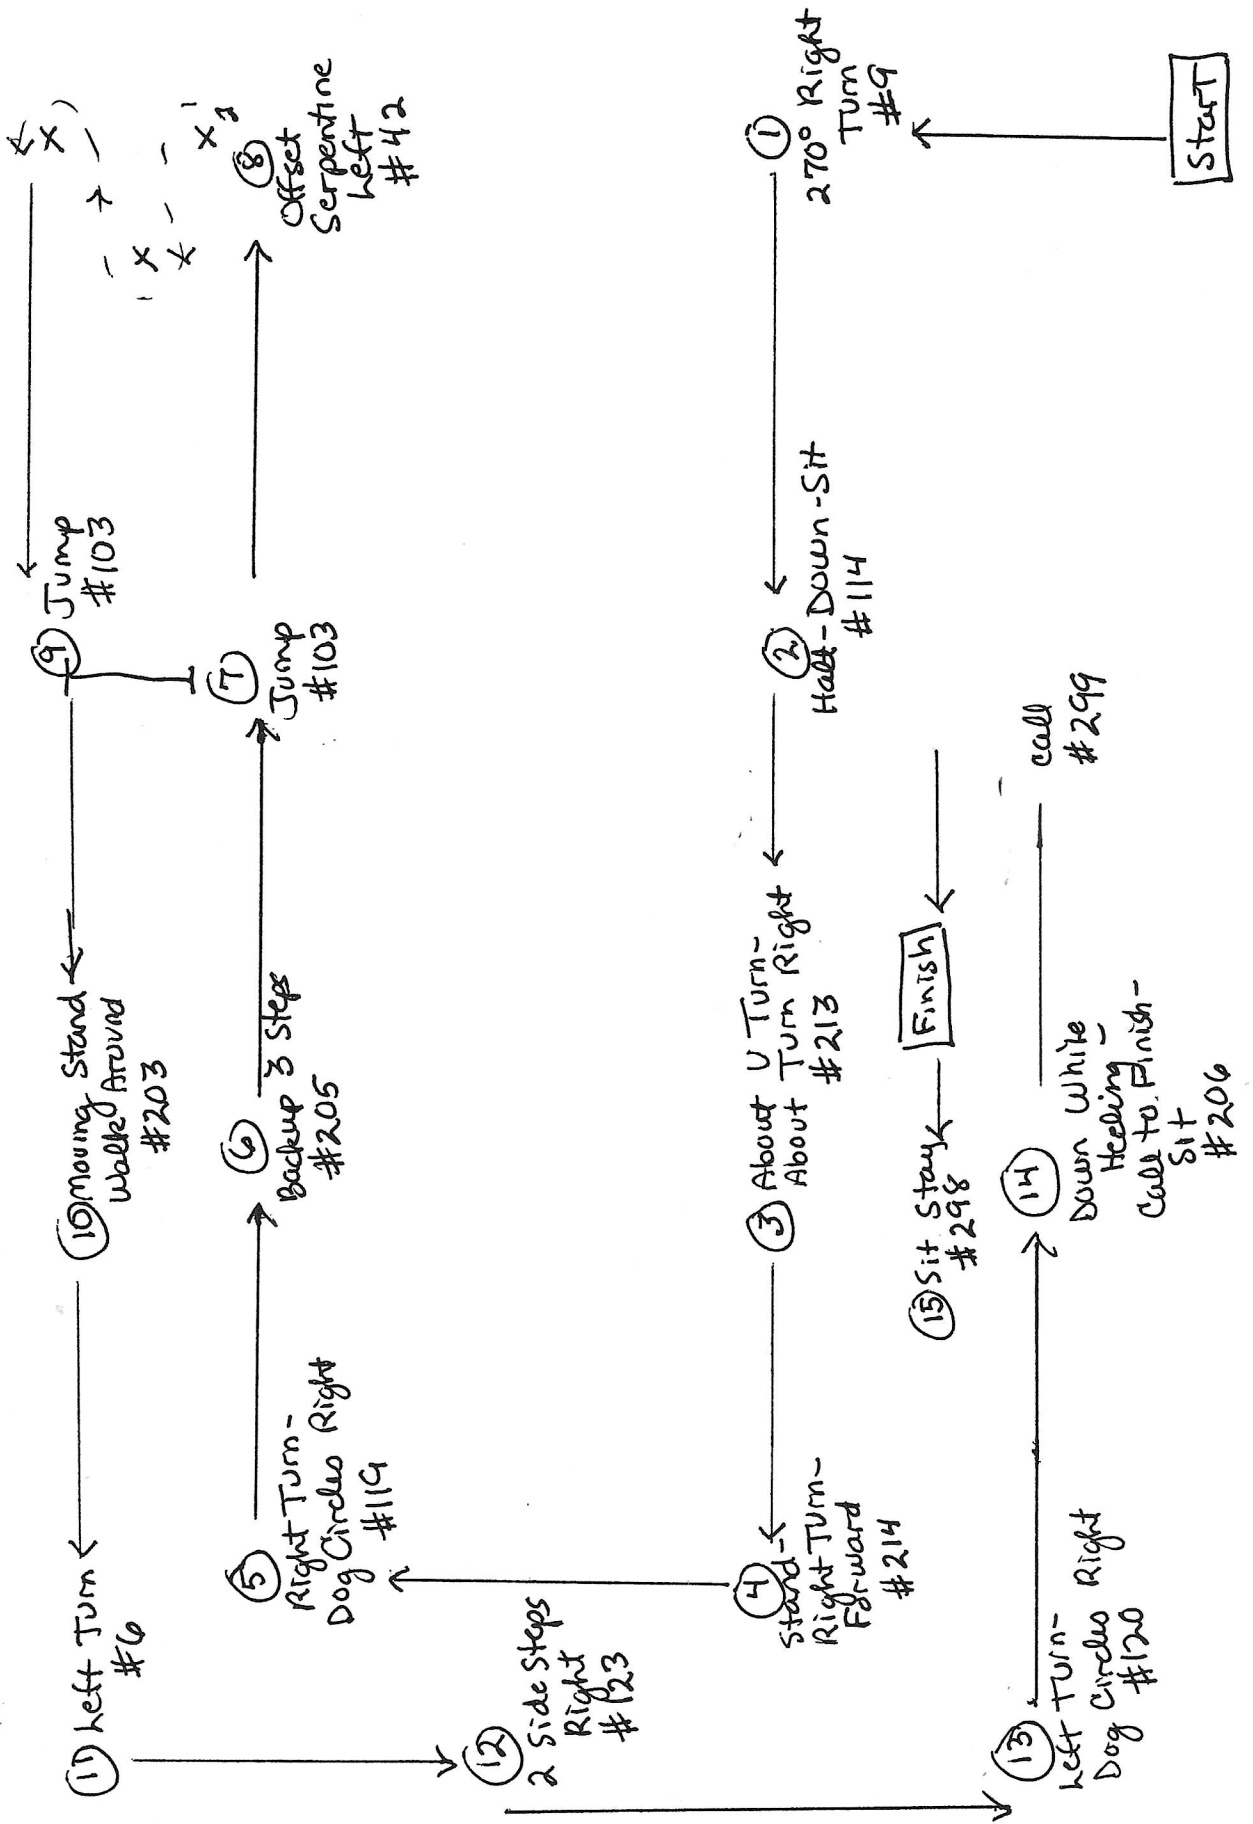 Start
①
270° Right
Turn
#9
②
Halt-Down-Sit
#114
③ About U Turn-
About Turn Right
#213
④
Stand-
Right Turn-
Forward
#214
⑤
Right Turn-
Dog Circles Right
#119
⑥
Backup 3 Steps
#205
⑦
Jump
#103
⑧
Offset
Serpentine
Left
#42
X
X
X
⑨ Jump
#103
⑩ Moving Stand
Walk Around
#203
⑪ Left Turn
#6
⑫
2 Side Steps
Right
#123
⑬
Left Turn-
Dog Circles Right
#120
⑭
Down While
Heeling-
Call to Finish-
Sit
#206
Call
#299
⑮ Sit Stay
#298
Finish